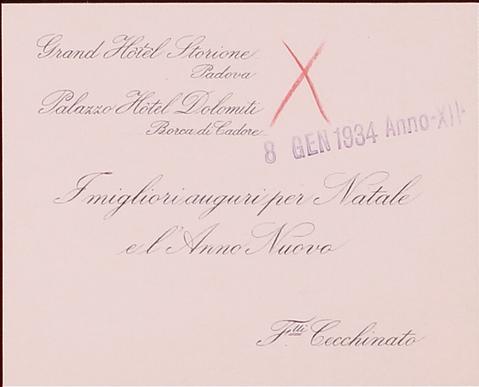 Grand Hôtel Storione
Padova
Palazzo Hôtel Dolomiti
Borca di Cadore
8 GEN 1934 Anno-XII-
I migliori auguri per Natale
e l'Anno Nuovo
F.lli Cecchinato